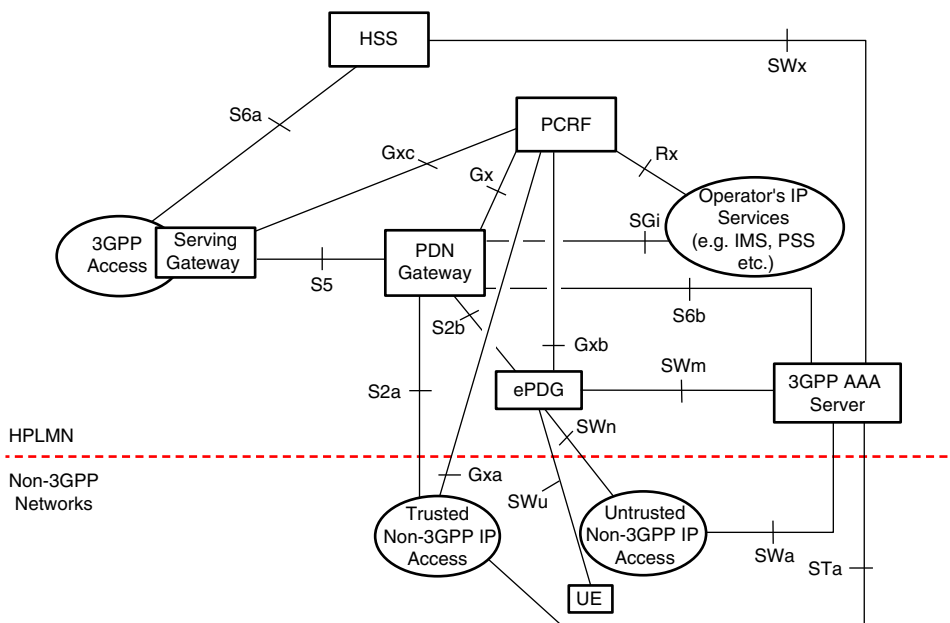 HSS
SWx
S6a
PCRF
Gxc
Gx
Rx
Operator's IP
Services
(e.g. IMS, PSS
etc.)
SGi
3GPP
Access
Serving
Gateway
PDN
Gateway
S5
S6b
S2b
Gxb
S2a
ePDG
SWm
3GPP AAA
Server
SWn
HPLMN
Non-3GPP
Networks
Gxa
SWu
Trusted
Non-3GPP IP
Access
Untrusted
Non-3GPP IP
Access
SWa
STa
UE